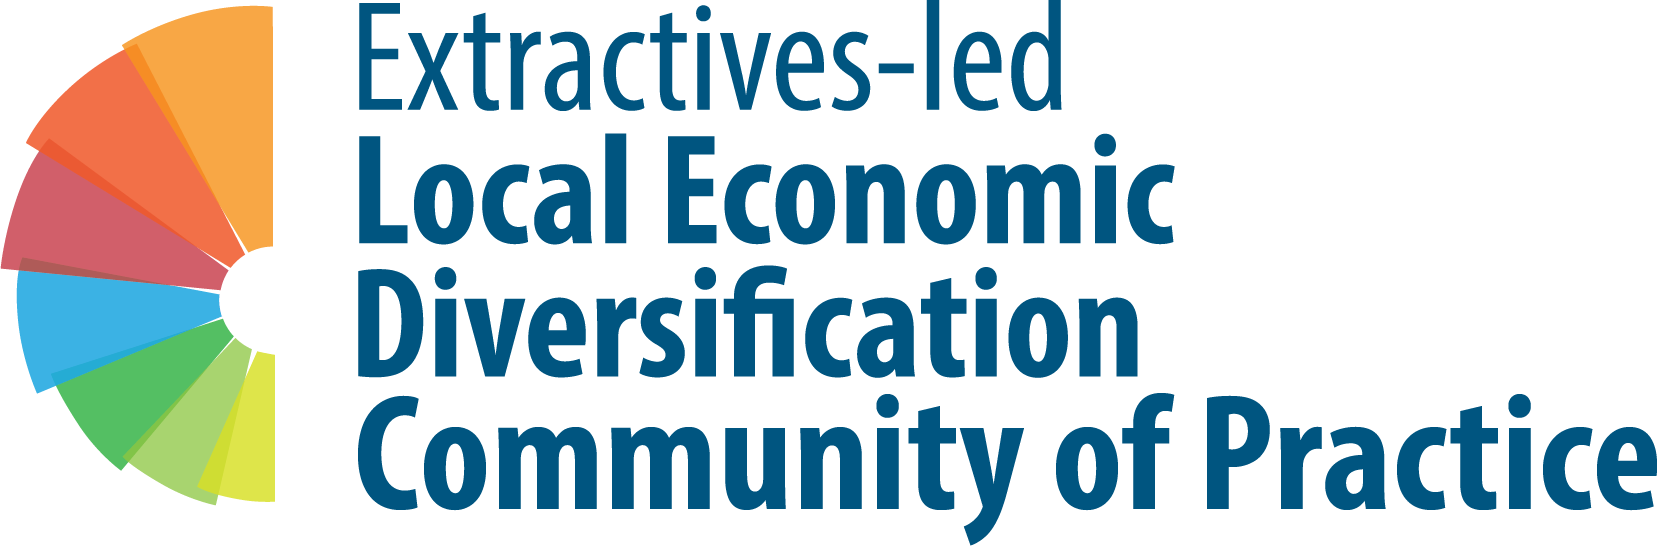 Extractives-led
Local Economic
Diversification
Community of Practice